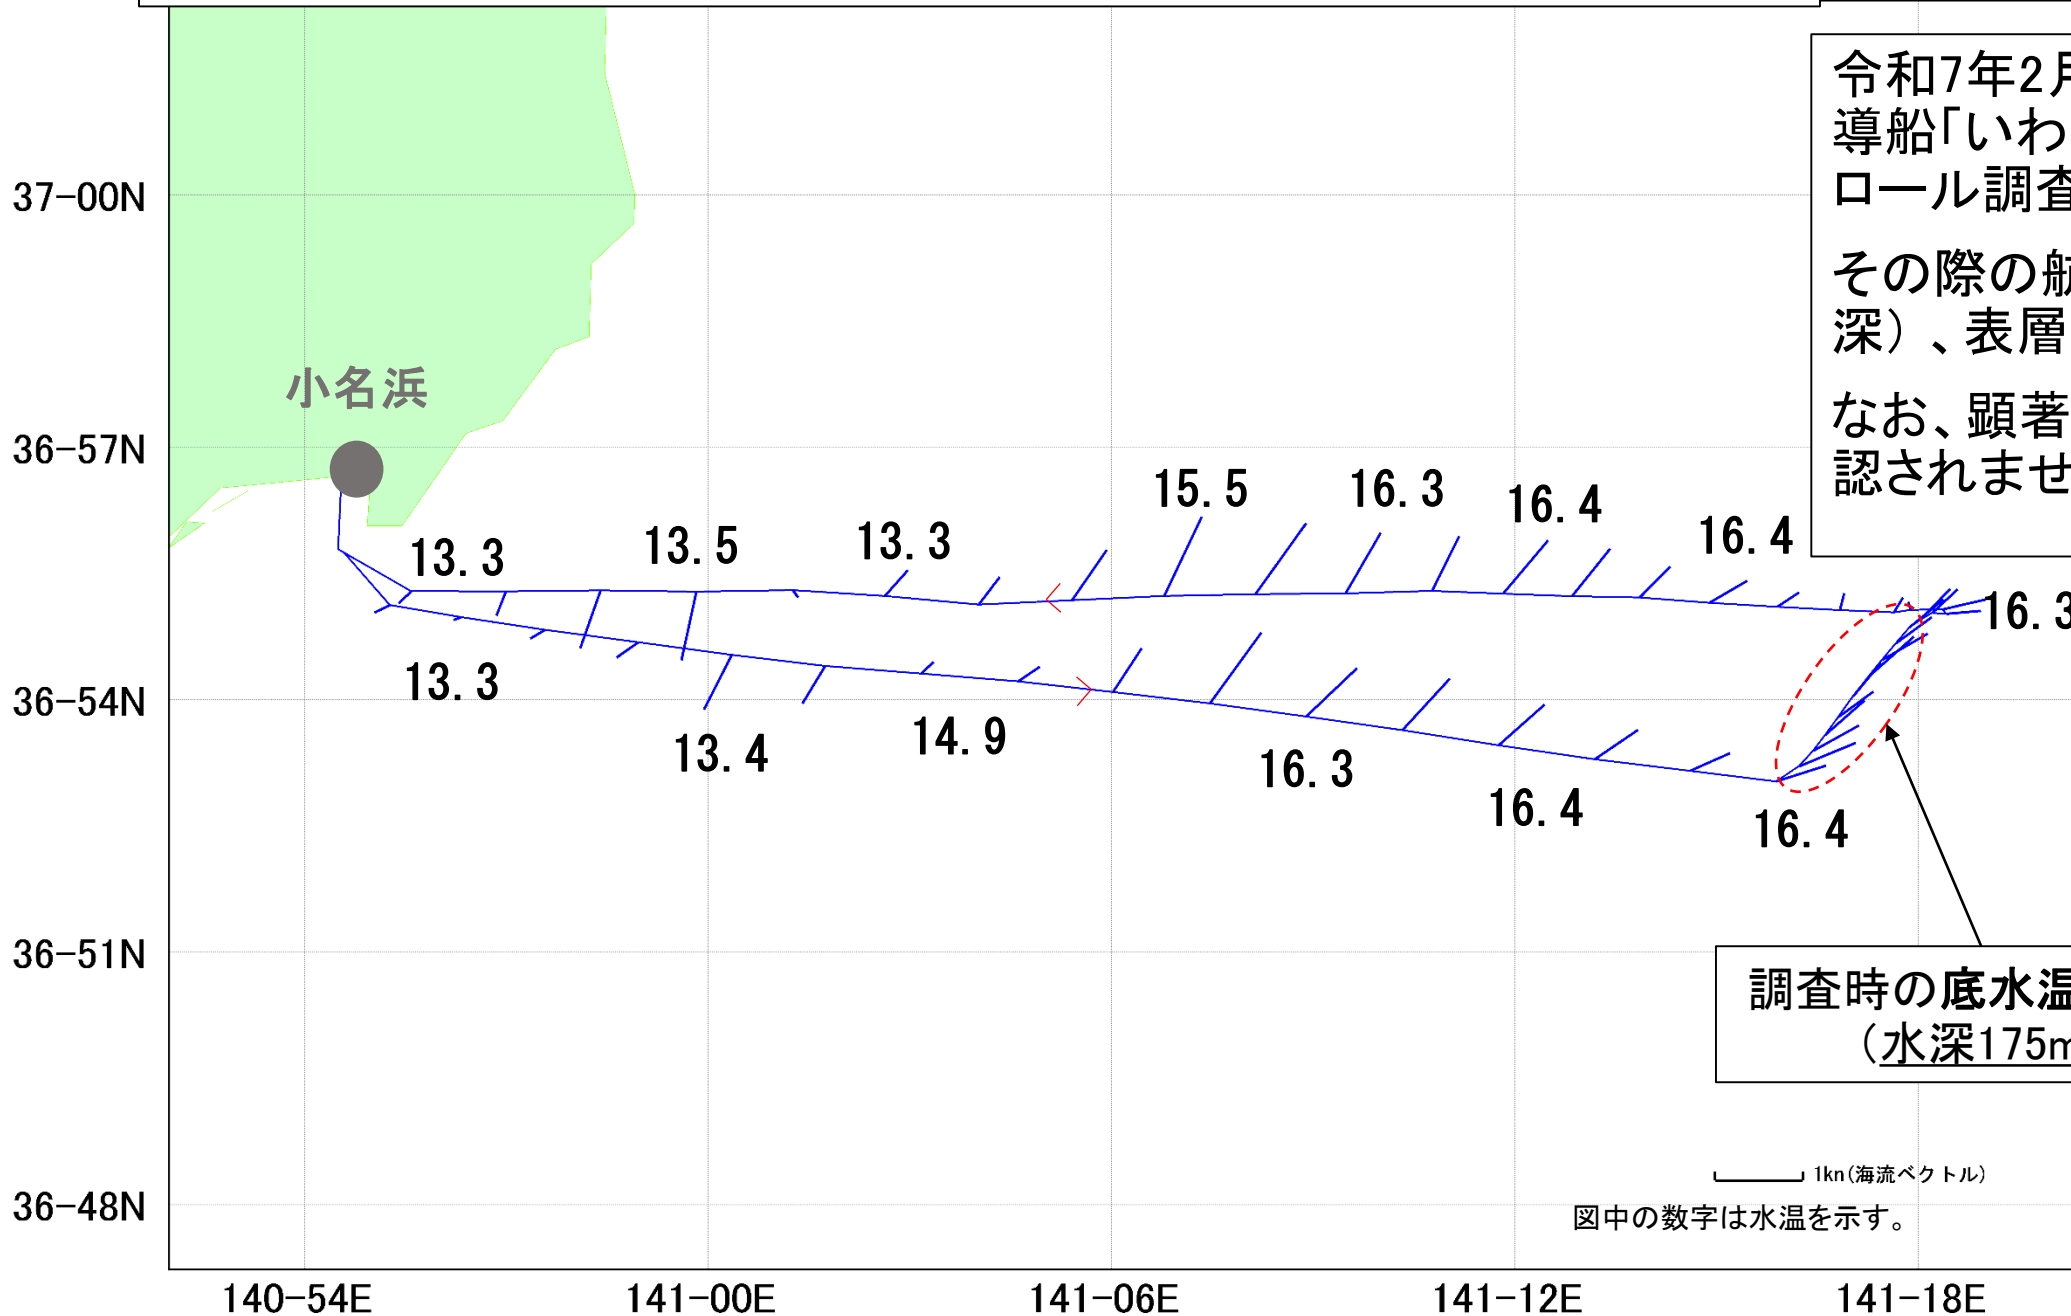 令和7年2月
導船「いわ
ロール調査
その際の航
深）、表層
なお、顕著
認されませ
37-00N
小名浜
36-57N
15.5
16.3
16.4
16.4
13.3
13.5
13.3
16.3
13.3
36-54N
13.4
14.9
16.3
16.4
16.4
36-51N
調査時の底水温
（水深175m
1kn(海流ベクトル)
36-48N
図中の数字は水温を示す。
140-54E
141-00E
141-06E
141-12E
141-18E